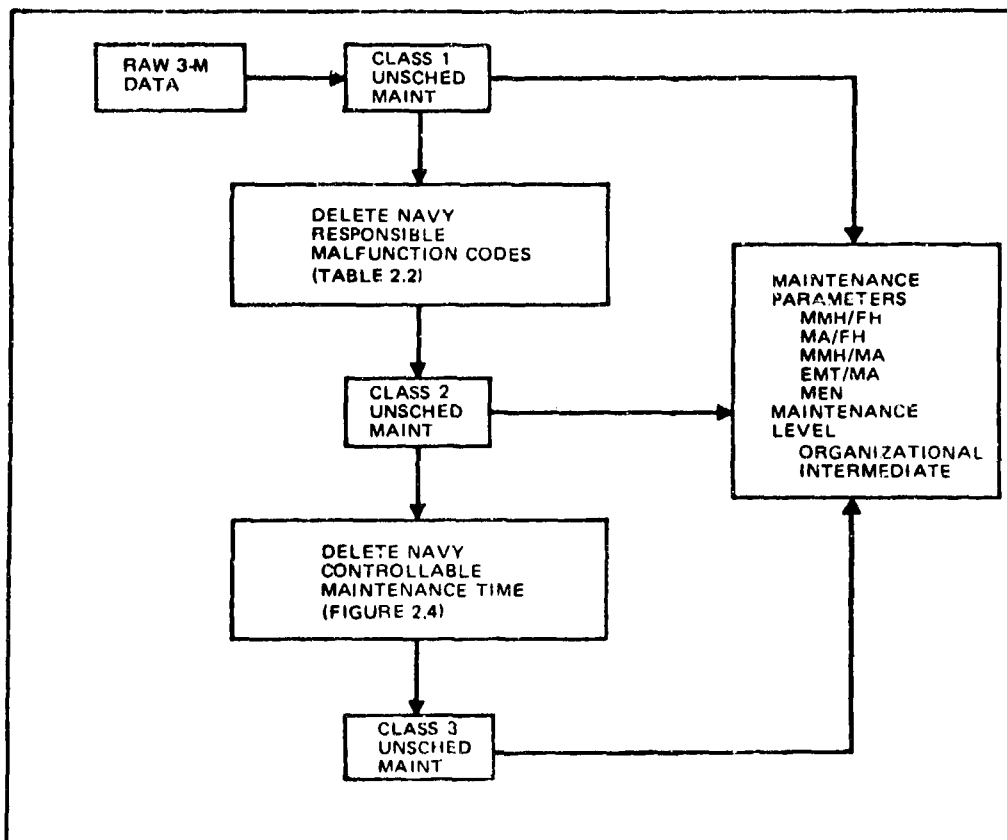 RAW 3-M
DATA
CLASS 1
UNSCHED
MAINT
DELETE NAVY
RESPONSIBLE
MALFUNCTION CODES
(TABLE 2.2)
MAINTENANCE
PARAMETERS
MMH/FH
MA/FH
MMH/MA
EMT/MA
MEN
MAINTENANCE
LEVEL
ORGANIZATIONAL
INTERMEDIATE
CLASS 2
UNSCHED
MAINT
DELETE NAVY
CONTROLLABLE
MAINTENANCE TIME
(FIGURE 2.4)
CLASS 3
UNSCHED
MAINT